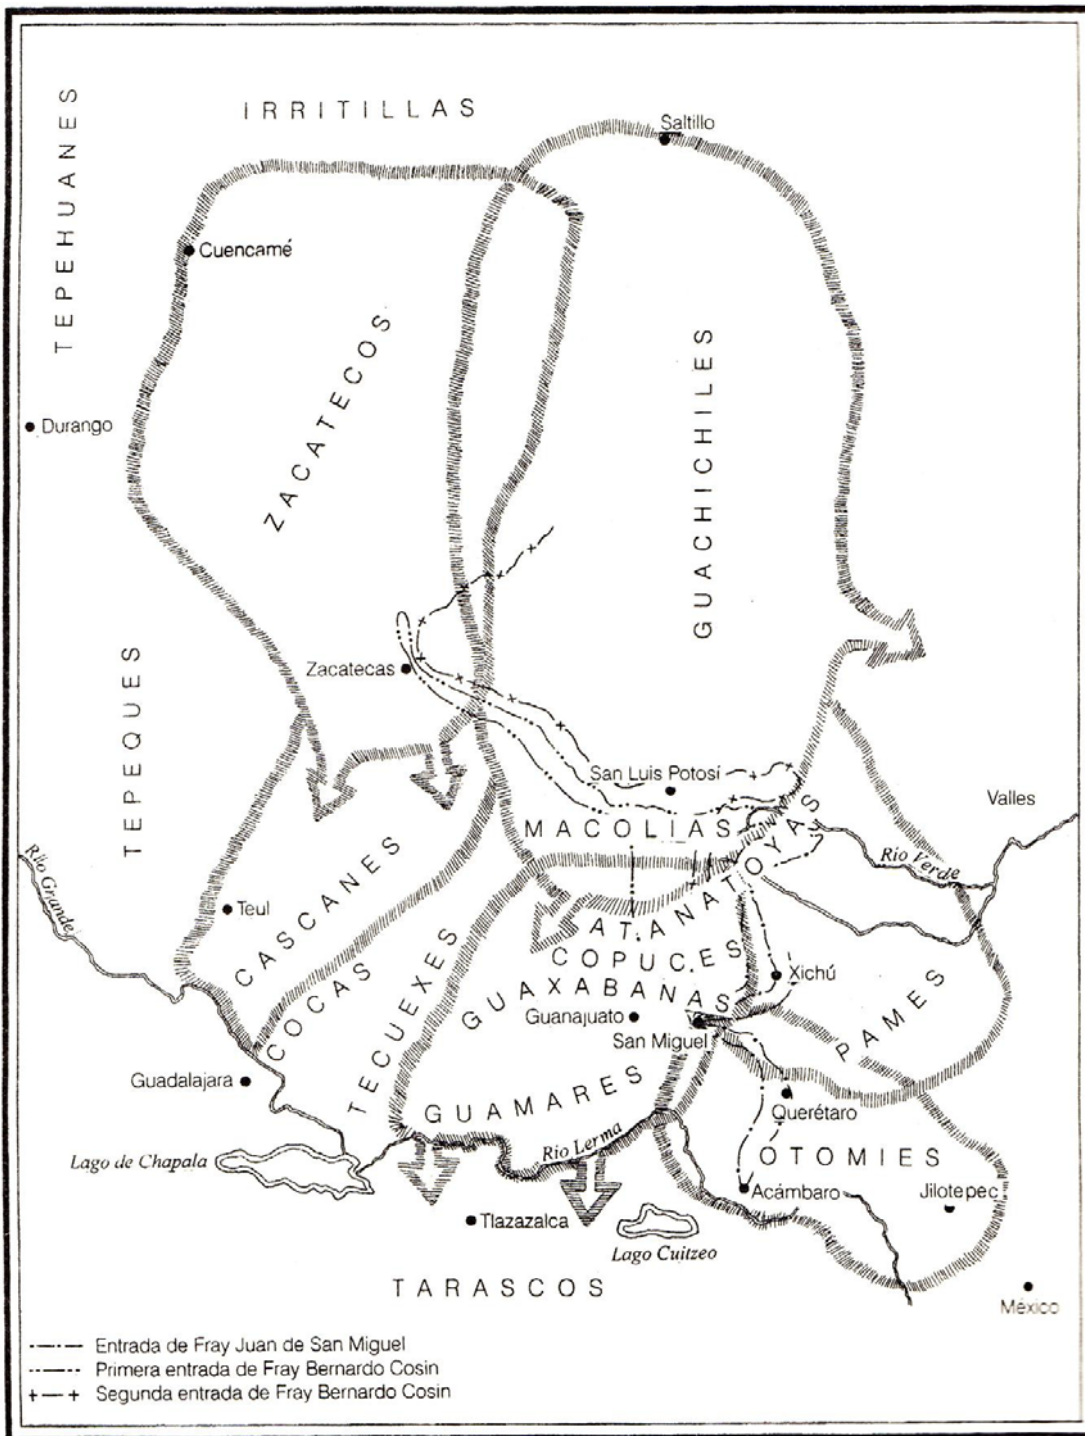 IRRITILLAS
TEPEHUANES
Saltillo
Cuencamé
ZACATECOS
GUACHICHILES
Durango
TEPEQUES
Zacatecas
San Luis Potosí
Valles
MACOLIAS
Río Grande
CASCANES
Río Verde
Teul
ATANATOYAS
COPUCES
COCAS
TECUEXES
GUAXABANAS
Xichú
PAMES
Guanajuato
San Miguel
Guadalajara
GUAMARES
Querétaro
Río Lerma
Lago de Chapala
OTOMIES
Acámbaro
Jilotepec
Tlazazalca
Lago Cuitzeo
TARASCOS
México
Entrada de Fray Juan de San Miguel
Primera entrada de Fray Bernardo Cosin
Segunda entrada de Fray Bernardo Cosin